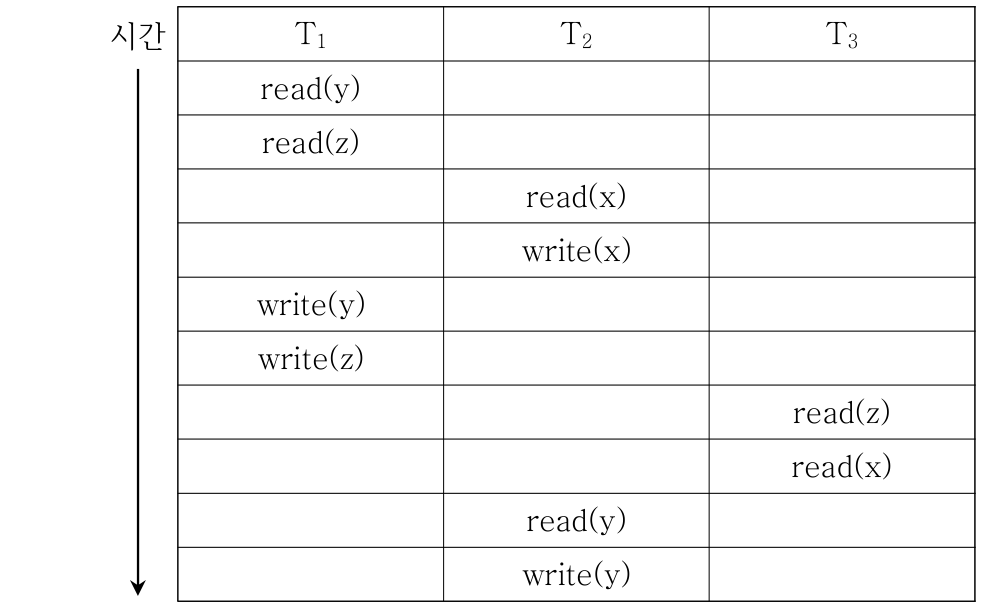 시간 T₁ T₂ T₃
read(y)
read(z)
read(x)
write(x)
write(y)
write(z)
read(z)
read(x)
read(y)
write(y)